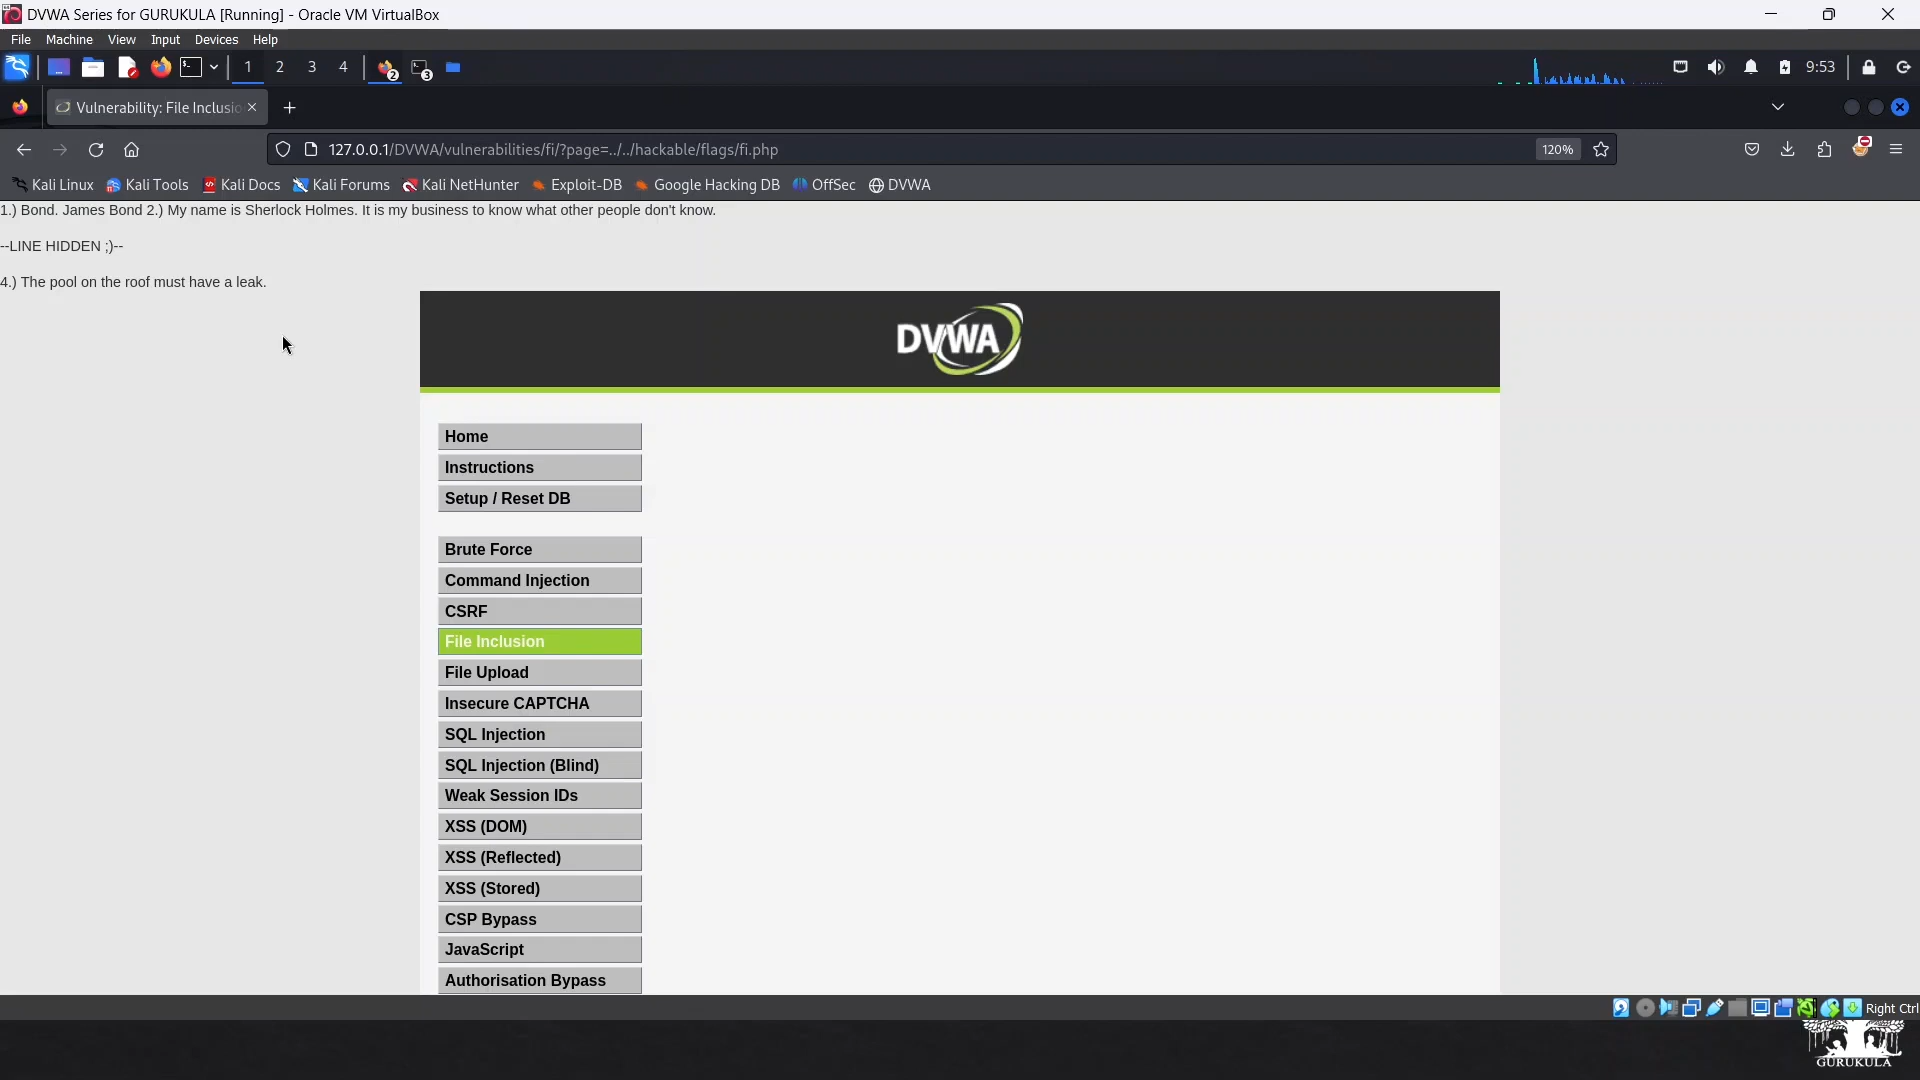 DVWA Series for GURUKULA [Running] - Oracle VM VirtualBox
File Machine View Input Devices Help
1 2 3 4 2 3 9:53
Vulnerability: File Inclusio
127.0.0.1/DVWA/vulnerabilities/fi/?page=../../hackable/flags/fi.php 120%
Kali Linux Kali Tools Kali Docs Kali Forums Kali NetHunter Exploit-DB Google Hacking DB OffSec DVWA
1.) Bond. James Bond 2.) My name is Sherlock Holmes. It is my business to know what other people don't know.
--LINE HIDDEN ;)--
4.) The pool on the roof must have a leak.
DVWA
Home
Instructions
Setup / Reset DB
Brute Force
Command Injection
CSRF
File Inclusion
File Upload
Insecure CAPTCHA
SQL Injection
SQL Injection (Blind)
Weak Session IDs
XSS (DOM)
XSS (Reflected)
XSS (Stored)
CSP Bypass
JavaScript
Authorisation Bypass
Right Ctrl
GURUKULA